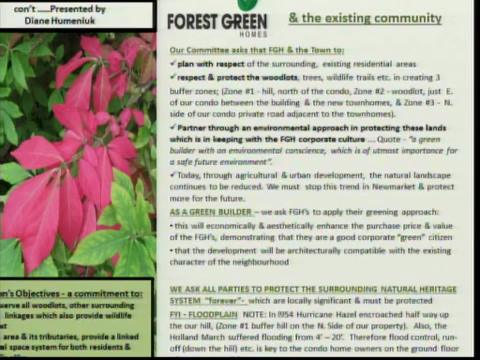 con't .....Presented by
Diane Humeniuk
FOREST GREEN
HOMES
& the existing community
Our Committee asks that FGH & the Town to:
✓plan with respect of the surrounding, existing residential areas
✓respect & protect the woodlots, trees, wildlife trails etc. in creating 3
buffer zones; (Zone #1 - hill, north of the condo, Zone #2 - woodlot, just E.
of our condo between the building & the new townhomes, & Zone #3 - N.
side of our condo private road adjacent to the townhomes).
✓Partner through an environmental approach in protecting these lands
which is in keeping with the FGH corporate culture .... Quote - "a green
builder with an environmental conscience, which is of utmost importance for
a safe future environment".
✓Today, through agricultural & urban development, the natural landscape
continues to be reduced. We must stop this trend in Newmarket & protect
more for the future.
AS A GREEN BUILDER – we ask FGH's to apply their greening approach:
• this will economically & aesthetically enhance the purchase price & value
of the FGH's, demonstrating that they are a good corporate "green" citizen
• that the development will be architecturally compatible with the existing
character of the neighbourhood
WE ASK ALL PARTIES TO PROTECT THE SURROUNDING NATURAL HERITAGE
SYSTEM "forever"- which are locally significant & must be protected
FYI - FLOODPLAIN NOTE: In 1954 Hurricane Hazel encroached half way up
the our hill, (Zone #1 buffer hill on the N. Side of our property). Also, the
Holland March suffered flooding from 4' – 20'. Therefore flood control, run-
off (down the hill) etc. is key to the condo home owners on the ground floor
an's Objectives - a commitment to:
serve all woodlots, other surrounding
linkages which also provide wildlife
at
area & its tributaries, provide a linked
al space system for both residents &